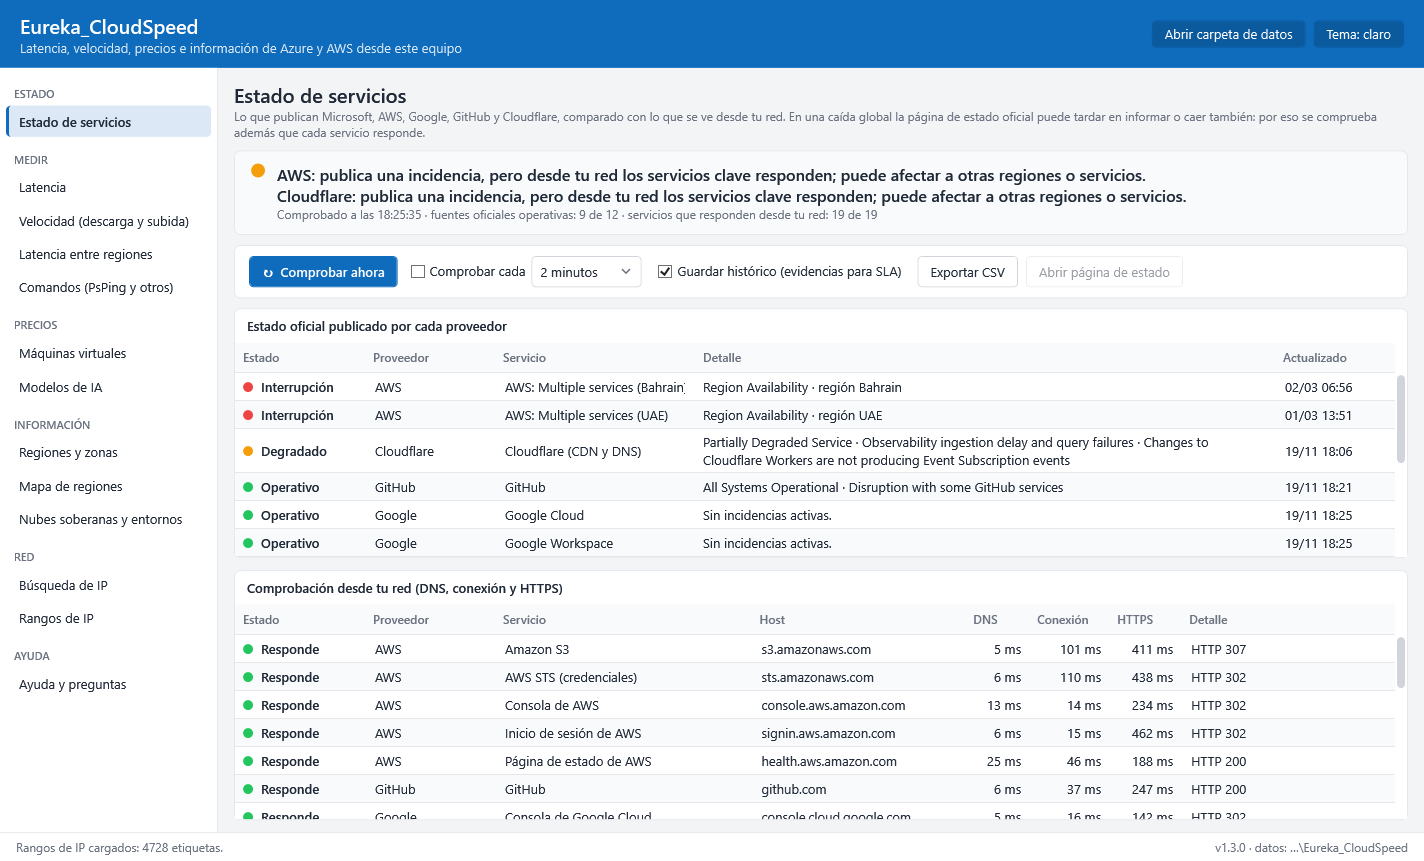 Eureka_CloudSpeed
Latencia, velocidad, precios e información de Azure y AWS desde este equipo
Abrir carpeta de datos
Tema: claro
ESTADO
Estado de servicios
MEDIR
Latencia
Velocidad (descarga y subida)
Latencia entre regiones
Comandos (PsPing y otros)
PRECIOS
Máquinas virtuales
Modelos de IA
INFORMACIÓN
Regiones y zonas
Mapa de regiones
Nubes soberanas y entornos
RED
Búsqueda de IP
Rangos de IP
AYUDA
Ayuda y preguntas
Estado de servicios
Lo que publican Microsoft, AWS, Google, GitHub y Cloudflare, comparado con lo que se ve desde tu red. En una caída global la página de estado oficial puede tardar en informar o caer también: por eso se comprueba
además que cada servicio responde.
AWS: publica una incidencia, pero desde tu red los servicios clave responden; puede afectar a otras regiones o servicios.
Cloudflare: publica una incidencia, pero desde tu red los servicios clave responden; puede afectar a otras regiones o servicios.
Comprobado a las 18:25:35 · fuentes oficiales operativas: 9 de 12 · servicios que responden desde tu red: 19 de 19
↻ Comprobar ahora
Comprobar cada
2 minutos
Guardar histórico (evidencias para SLA)
Exportar CSV
Abrir página de estado
Estado oficial publicado por cada proveedor
Estado Proveedor Servicio Detalle Actualizado
Interrupción AWS AWS: Multiple services (Bahrain) Region Availability · región Bahrain 02/03 06:56
Interrupción AWS AWS: Multiple services (UAE) Region Availability · región UAE 01/03 13:51
Degradado Cloudflare Cloudflare (CDN y DNS) Partially Degraded Service · Observability ingestion delay and query failures · Changes to
Cloudflare Workers are not producing Event Subscription events 19/11 18:06
Operativo GitHub GitHub All Systems Operational · Disruption with some GitHub services 19/11 18:21
Operativo Google Google Cloud Sin incidencias activas. 19/11 18:25
Operativo Google Google Workspace Sin incidencias activas. 19/11 18:25
Comprobación desde tu red (DNS, conexión y HTTPS)
Estado Proveedor Servicio Host DNS Conexión HTTPS Detalle
Responde AWS Amazon S3 s3.amazonaws.com 5 ms 101 ms 411 ms HTTP 307
Responde AWS AWS STS (credenciales) sts.amazonaws.com 6 ms 110 ms 438 ms HTTP 302
Responde AWS Consola de AWS console.aws.amazon.com 13 ms 14 ms 234 ms HTTP 302
Responde AWS Inicio de sesión de AWS signin.aws.amazon.com 6 ms 15 ms 462 ms HTTP 302
Responde AWS Página de estado de AWS health.aws.amazon.com 25 ms 46 ms 188 ms HTTP 200
Responde GitHub GitHub github.com 6 ms 37 ms 247 ms HTTP 200
Responde Google Consola de Google Cloud console.cloud.google.com 5 ms 16 ms 142 ms HTTP 302
Rangos de IP cargados: 4728 etiquetas.
v1.3.0 · datos: ...\Eureka_CloudSpeed